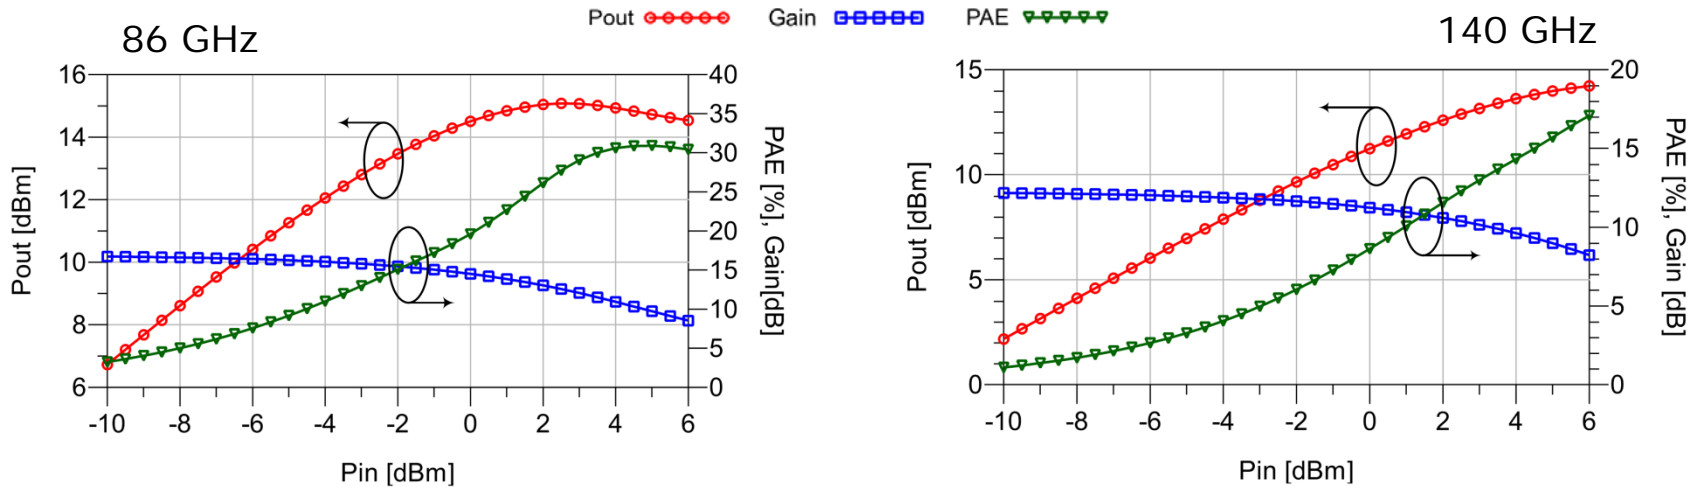 Pout Gain PAE
86 GHz
140 GHz
16
14
12
10
8
6
40
35
30
25
20
15
10
5
0
-10 -8 -6 -4 -2 0 2 4 6
Pout [dBm]
PAE [%], Gain[dB]
Pin [dBm]
15
10
5
0
20
15
10
5
0
-10 -8 -6 -4 -2 0 2 4 6
Pout [dBm]
PAE [%], Gain [dB]
Pin [dBm]